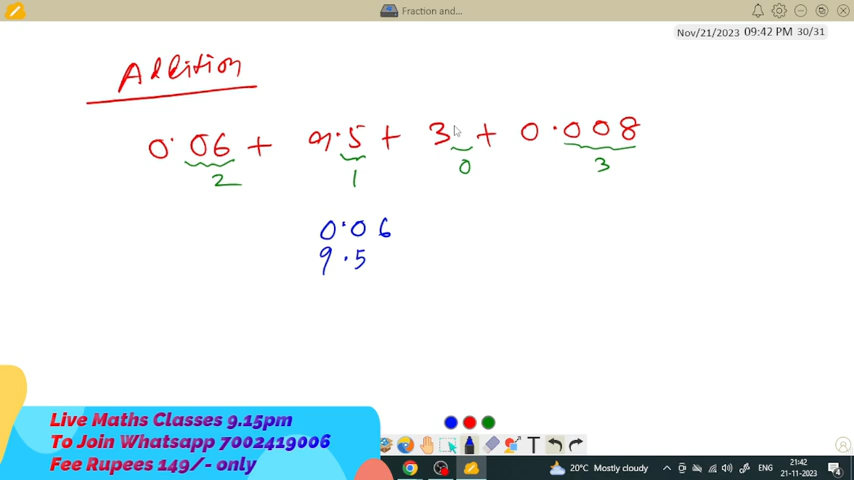 Fraction and...
Nov/21/2023 09:42 PM 30/31
Addition
0.06 + 9.5 + 3 + 0.008
2 1 0 3
0.06
9.5
Live Maths Classes 9.15pm
To Join Whatsapp 7002419006
Fee Rupees 149/- only
T
20°C Mostly cloudy
ENG
21:42
21-11-2023
4